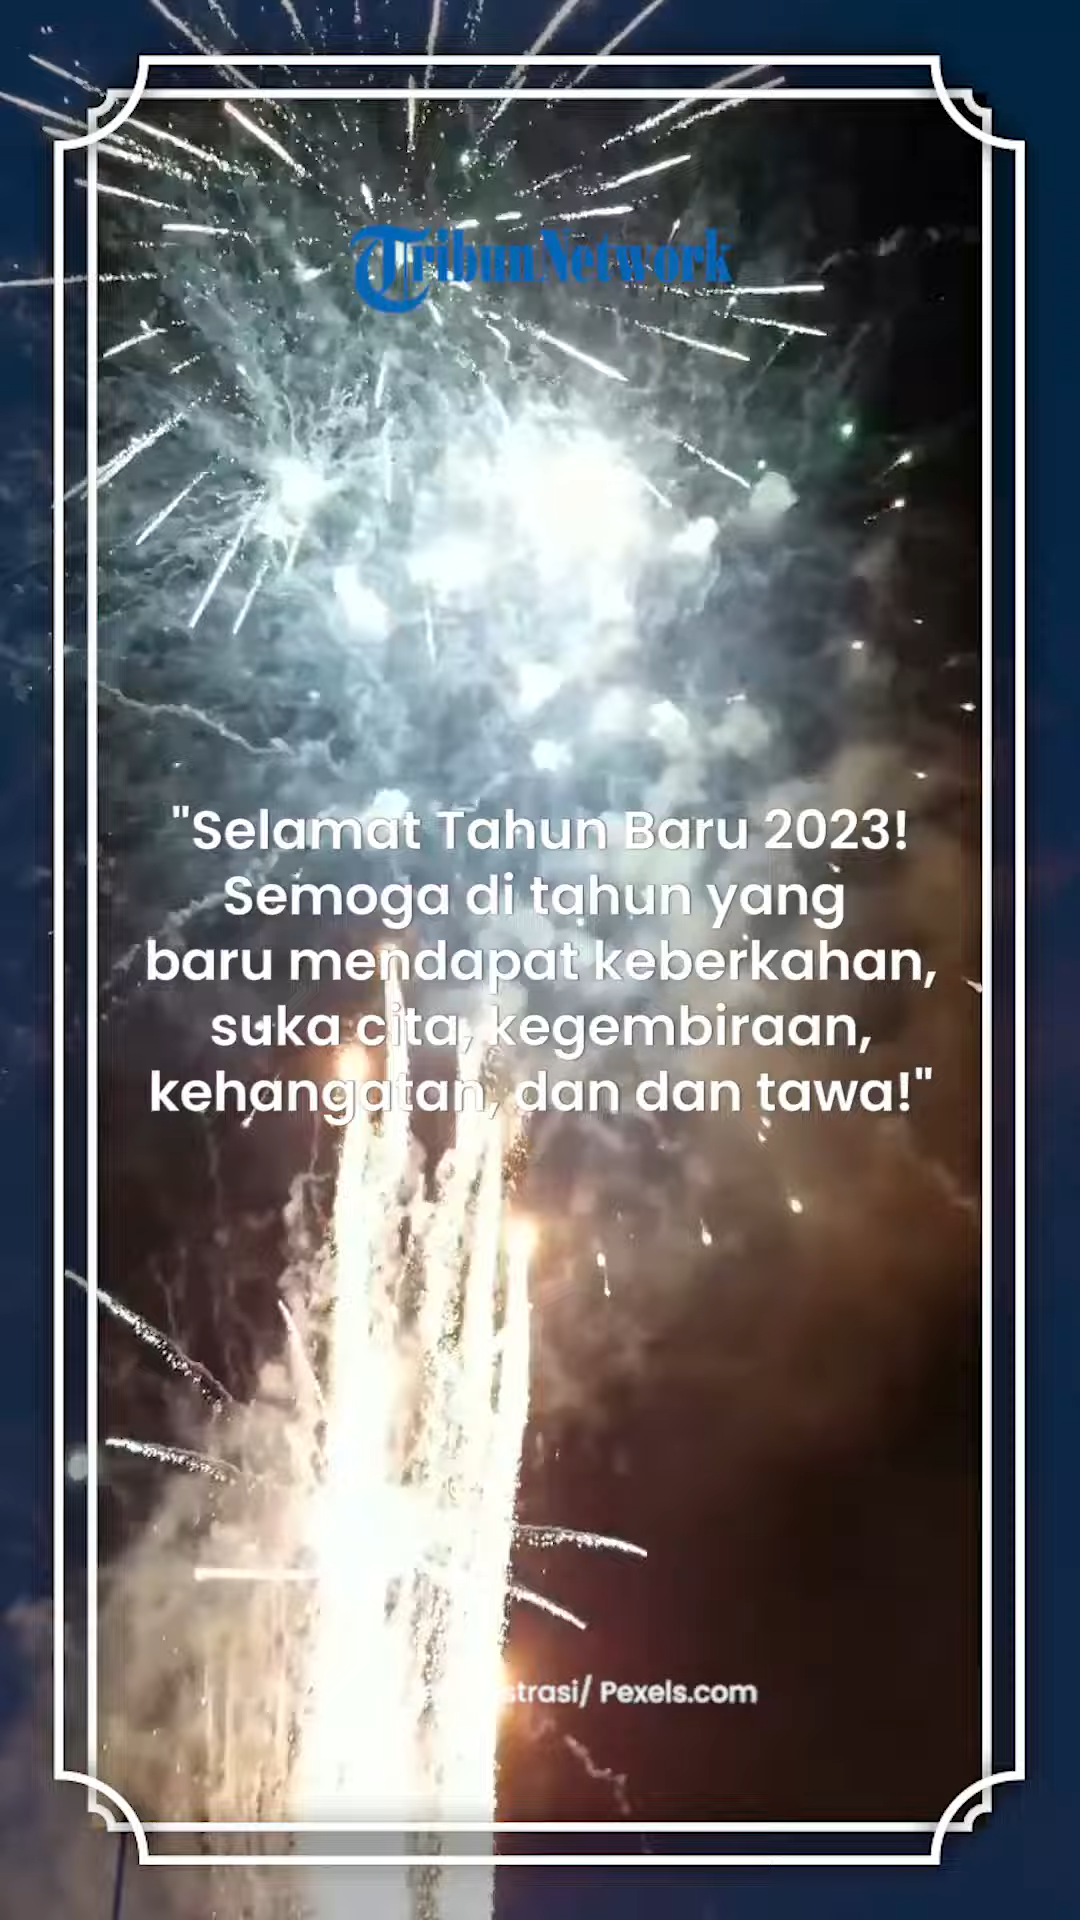 TribunNetwork
"Selamat Tahun Baru 2023!
Semoga di tahun yang
baru mendapat keberkahan,
suka cita, kegembiraan,
kehangatan, dan dan tawa!"
Pexels.com